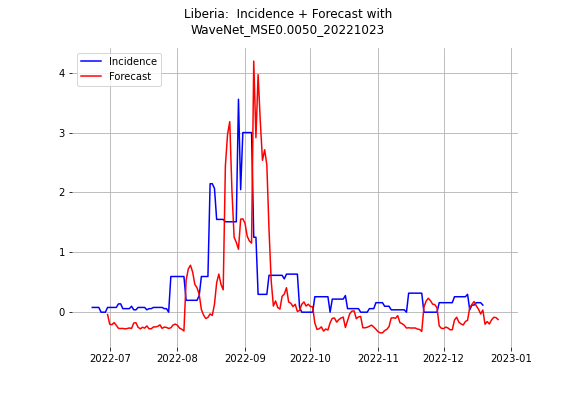 Liberia:  Incidence + Forecast with
WaveNet_MSE0.0050_20221023
Incidence
Forecast
4
3
2
1
0
2022-07 2022-08 2022-09 2022-10 2022-11 2022-12 2023-01